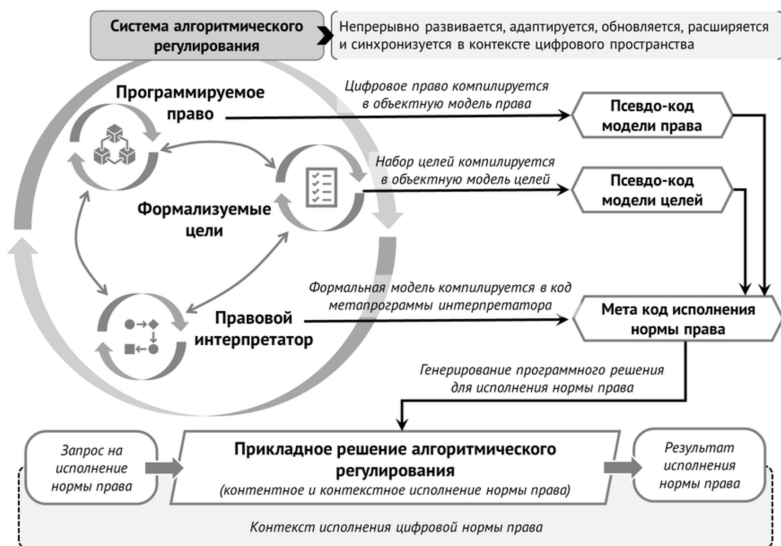 Система алгоритмического
регулирования
Непрерывно развивается, адаптируется, обновляется, расширяется
и синхронизуется в контексте цифрового пространства
Программируемое
право
Цифровое право компилируется
в объектную модель права
Псевдо-код
модели права
Формализуемые
цели
Набор целей компилируется
в объектную модель целей
Псевдо-код
модели целей
Правовой
интерпретатор
Формальная модель компилируется в код
метапрограммы интерпретатора
Мета код исполнения
нормы права
Генерирование программного решения
для исполнения нормы права
Запрос на
исполнение
нормы права
Прикладное решение алгоритмического
регулирования
(контентное и контекстное исполнение нормы права)
Результат
исполнения
нормы права
Контекст исполнения цифровой нормы права